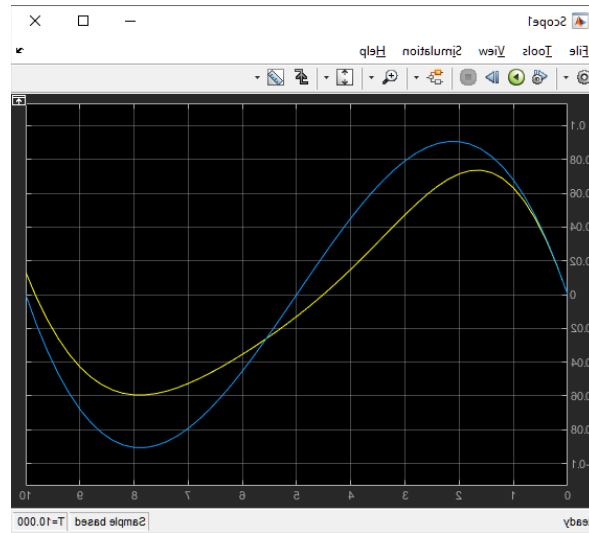 Scope1
File Tools View Simulation Help
0.1
0.08
0.06
0.04
0.02
0
0.02
0.04
0.06
0.08
-0.1
0 1 2 3 4 5 6 7 8 9 10
eady Sample based T=10.000